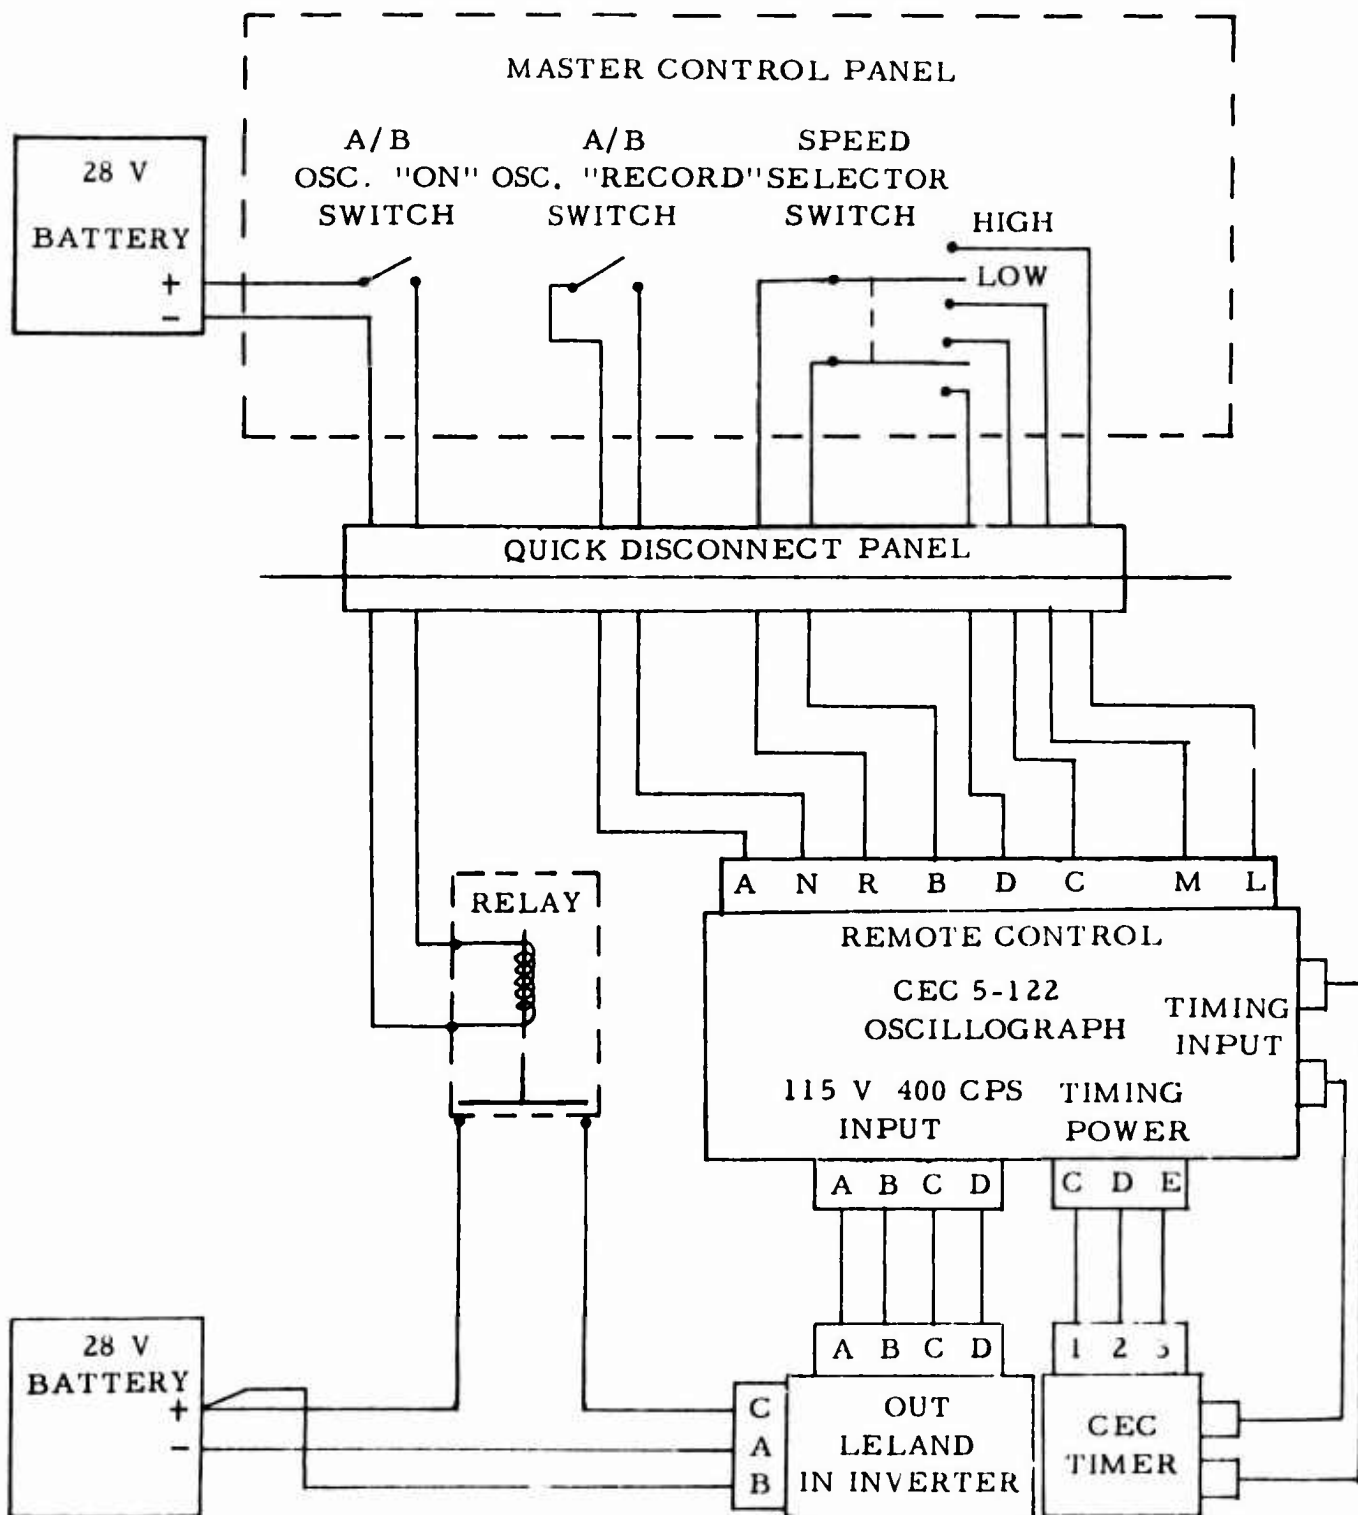 MASTER CONTROL PANEL
28 V
BATTERY
+
−
A/B
OSC. "ON"
SWITCH
A/B
OSC. "RECORD"
SWITCH
SPEED
SELECTOR
SWITCH
HIGH
LOW
QUICK DISCONNECT PANEL
RELAY
A N R B D C M L
REMOTE CONTROL
CEC 5-122
OSCILLOGRAPH
TIMING
INPUT
115 V 400 CPS
INPUT
TIMING
POWER
A B C D
C D E
28 V
BATTERY
+
−
A B C D
1 2 3
C
A
B
OUT
LELAND
IN INVERTER
CEC
TIMER